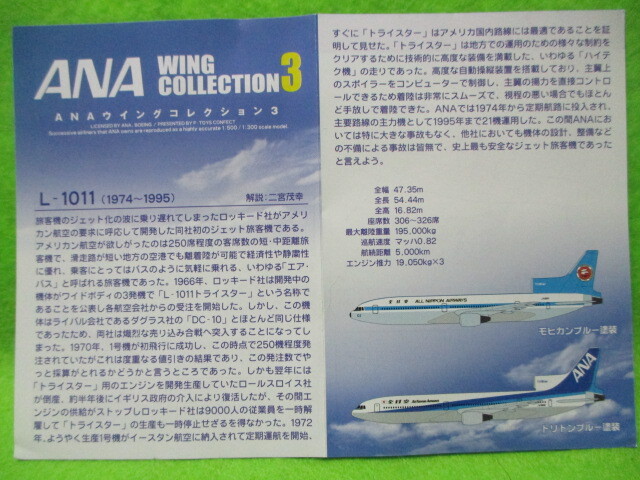 ANA WING
COLLECTION 3
ANAウイングコレクション3
LICENSED BY ANA, BOEING / PRESENTED BY F-TOYS CONFECT
Successive airliners that ANA owns are reproduced as a highly accurate 1:500 / 1:300 scale model.
L-1011 (1974〜1995) 解説：二宮茂幸
旅客機のジェット化の波に乗り遅れてしまったロッキード社がアメリ
カン航空の要求に呼応して開発した同社初のジェット旅客機である。
アメリカン航空が欲しがったのは250席程度の客席数の短・中距離旅
客機で、滑走路が短い地方の空港でも離着陸が可能で経済性や静粛性
に優れ、乗客にとってはバスのように気軽に乗れる、いわゆる「エア・
バス」と呼ばれる旅客機であった。1966年、ロッキード社は開発中の
機体がワイドボディの3発機で「L-1011トライスター」という名称で
あることを公表し各航空会社からの受注を開始した。しかし、この機
体はライバル会社であるダグラス社の「DC-10」とほとんど同じ仕様
であったため、両社は熾烈な売り込み合戦へ突入することになってし
まった。1970年、1号機が初飛行に成功し、この時点で250機程度発
注されていたがこれは度重なる値引きの結果であり、この発注数でや
っと採算がとれるかどうかと言うところであった。しかも翌年には
「トライスター」用のエンジンを開発生産していたロールスロイス社
が倒産、約半年後にイギリス政府の介入により復活したが、その間エ
ンジンの供給がストップしロッキード社は9000人の従業員を一時解
雇して「トライスター」の生産も一時停止せざるを得なかった。1972
年、ようやく生産1号機がイースタン航空に納入されて定期運航を開始、
すぐに「トライスター」はアメリカ国内路線には最適であることを証
明して見せた。「トライスター」は地方での運用のための様々な制約を
クリアするために技術的に高度な装備を満載した、いわゆる「ハイテ
ク機」の走りであった。高度な自動操縦装置を搭載しており、主翼上
のスポイラーをコンピューターで制御し、主翼の揚力を直接コントロ
ールできるため着陸は非常にスムーズで、視程の悪い場合でもほとん
ど手放しで着陸できた。ANAでは1974年から定期航路に投入され、
主要路線の主力機として1995年まで21機運用した。この間ANAにお
いては特に大きな事故もなく、他社においても機体の設計、整備など
の不備による事故は皆無で、史上最も安全なジェット旅客機であった
と言えよう。
全幅 47.35m
全長 54.44m
全高 16.82m
座席数 306〜326席
最大離陸重量 195,000kg
巡航速度 マッハ0.82
航続距離 5,000km
エンジン推力 19,050kg×3
全日空 ALL NIPPON AIRWAYS
モヒカンブルー塗装
ANA
全日空
トリトンブルー塗装